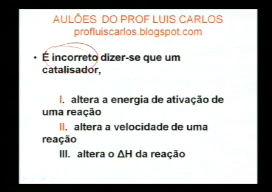 AULÕES DO PROF LUIS CARLOS
profluiscarlos.blogspot.com
• É incorreto dizer-se que um
catalisador,
I. altera a energia de ativação de
uma reação
II. altera a velocidade de uma
reação
III. altera o ΔH da reação